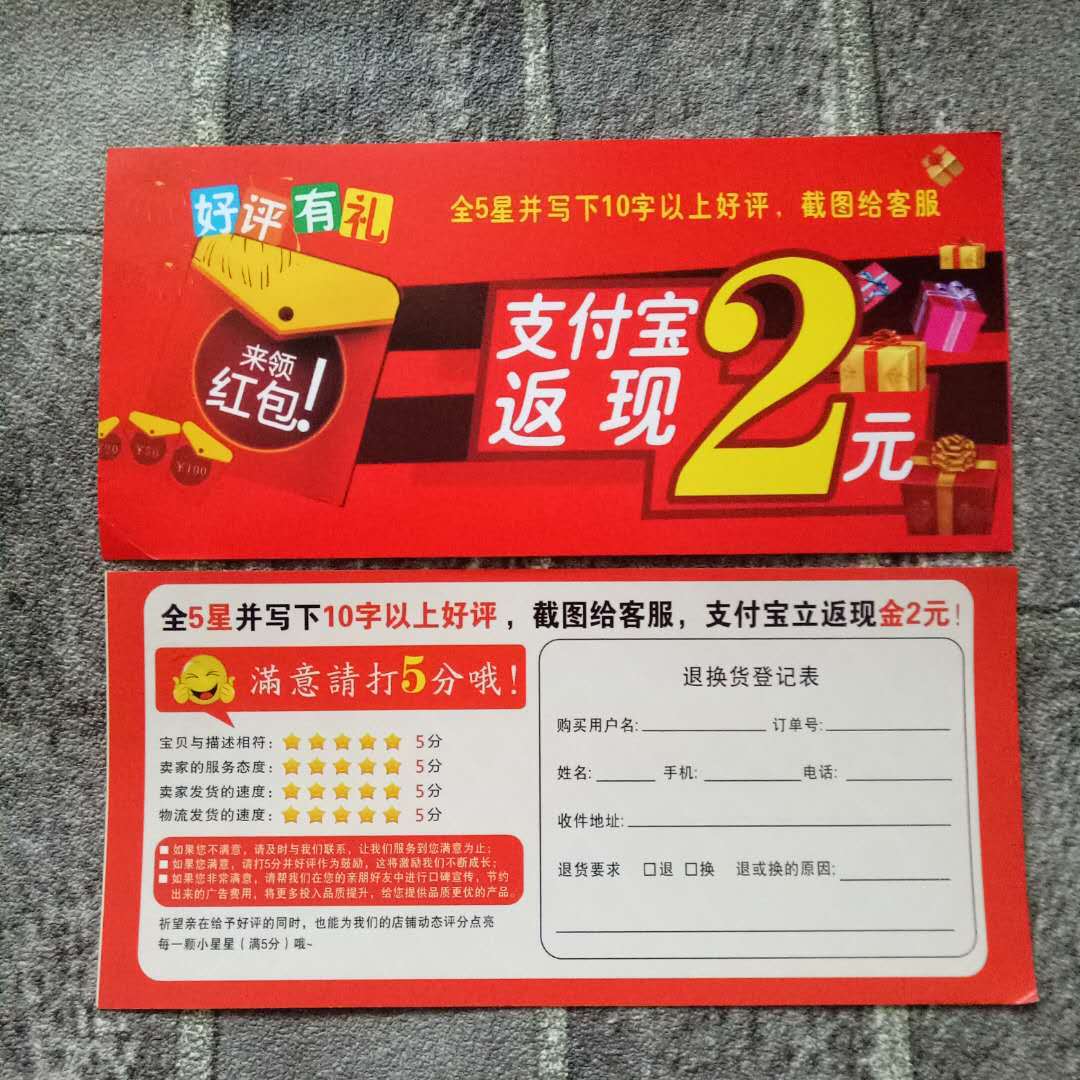 好评有礼
全5星并写下10字以上好评，截图给客服
来领
红包！
支付宝
返现
2元
¥50
¥100
全5星并写下10字以上好评，截图给客服，支付宝立返现金2元！
滿意請打5分哦！
宝贝与描述相符： 5分
卖家的服务态度： 5分
卖家发货的速度： 5分
物流发货的速度： 5分
如果您不满意，请及时与我们联系，让我们服务到您满意为止；
如果您满意，请打5分并好评作为鼓励，这将激励我们不断成长；
如果您非常满意，请帮我们在您的亲朋好友中进行口碑宣传，节约
出来的广告费用，将更多投入品质提升，给您提供品质更优的产品。
祈望亲在给予好评的同时，也能为我们的店铺动态评分点亮
每一颗小星星（满5分）哦~
退换货登记表
购买用户名: 订单号:
姓名: 手机: 电话:
收件地址:
退货要求 □退 □换 退或换的原因: